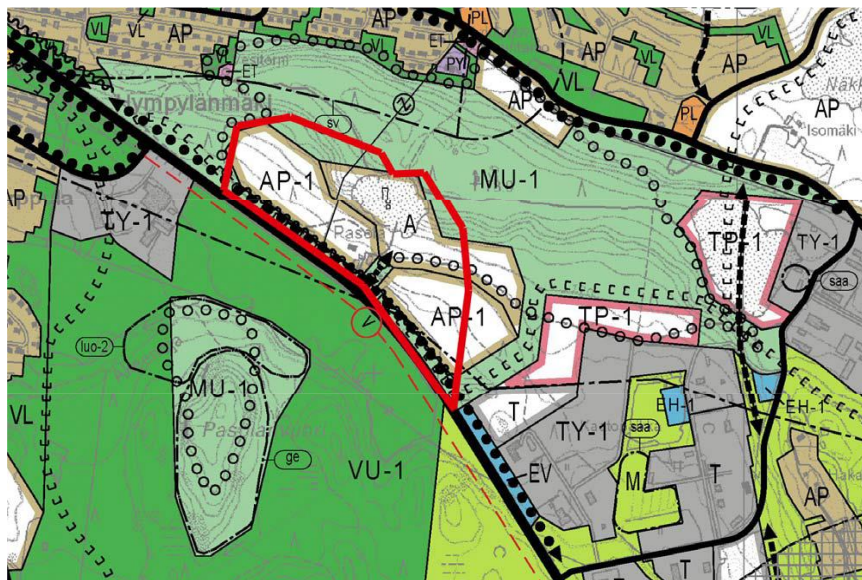 VL
AP
VL
PL
ET
VL
AP
VL
AP
ET
PY
AP
VL
AP
PL
AP
Isomäki
sv
AP-1
MU-1
A
TY-1
TP-1
TY-1
saa
AP-1
TP-1
V
luo-2
MU-1
VL
T
TY-1
EH-1
EH-1
saa
ge
VU-1
EV
M
T
AP
T